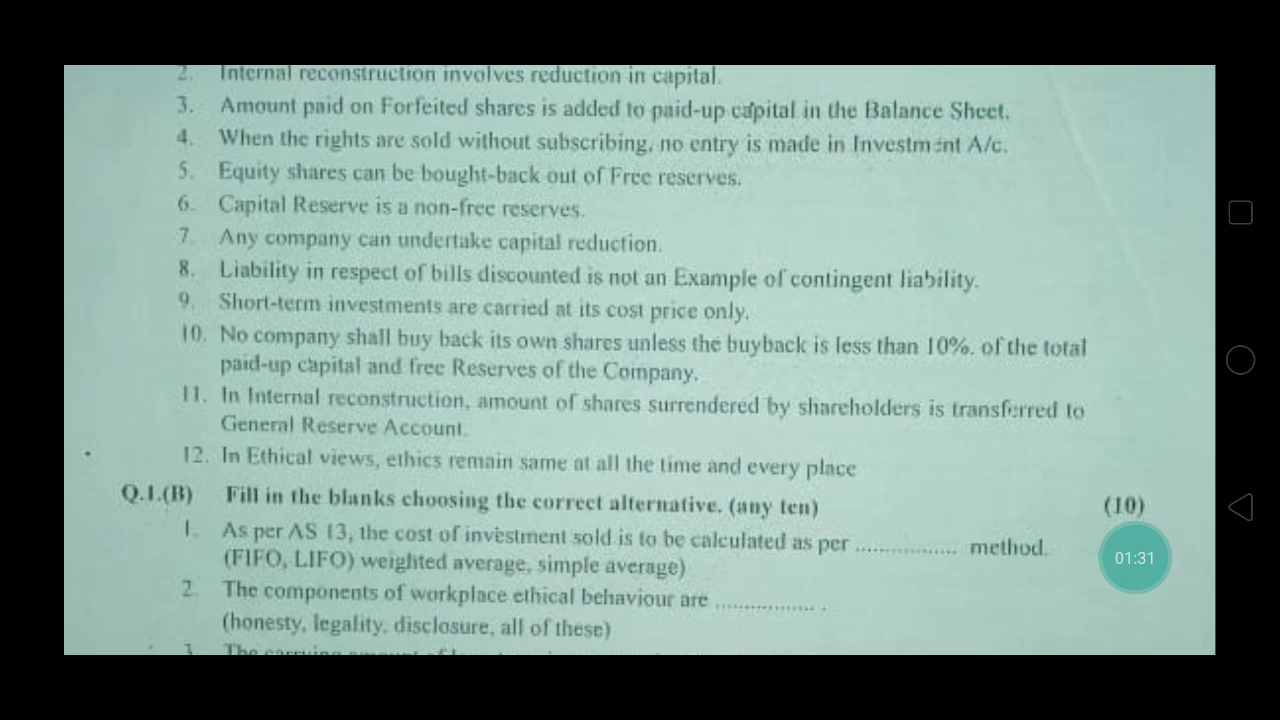 2. Internal reconstruction involves reduction in capital.
3. Amount paid on Forfeited shares is added to paid-up capital in the Balance Sheet.
4. When the rights are sold without subscribing, no entry is made in Investment A/c.
5. Equity shares can be bought-back out of Free reserves.
6. Capital Reserve is a non-free reserves.
7. Any company can undertake capital reduction.
8. Liability in respect of bills discounted is not an Example of contingent liability.
9. Short-term investments are carried at its cost price only.
10. No company shall buy back its own shares unless the buyback is less than 10%. of the total
paid-up capital and free Reserves of the Company.
11. In Internal reconstruction, amount of shares surrendered by shareholders is transferred to
General Reserve Account.
12. In Ethical views, ethics remain same at all the time and every place
Q.1.(B) Fill in the blanks choosing the correct alternative. (any ten) (10)
1. As per AS 13, the cost of investment sold is to be calculated as per ................. method.
01:31
(FIFO, LIFO) weighted average, simple average)
2. The components of workplace ethical behaviour are ................. .
(honesty, legality, disclosure, all of these)
3. The carrying amount of